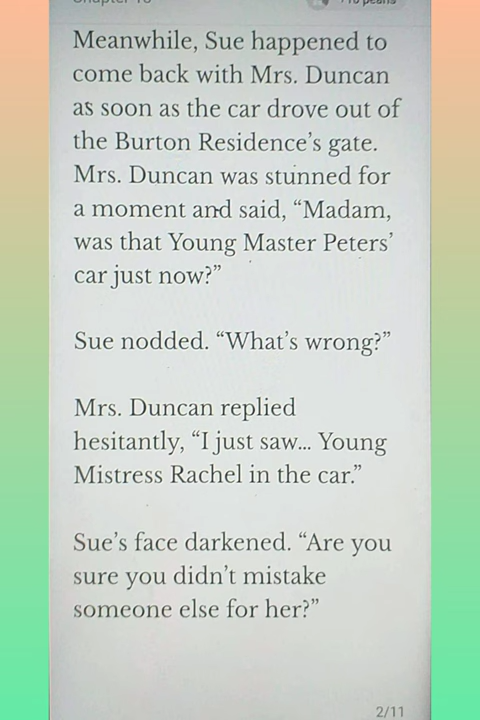 Meanwhile, Sue happened to
come back with Mrs. Duncan
as soon as the car drove out of
the Burton Residence’s gate.
Mrs. Duncan was stunned for
a moment and said, “Madam,
was that Young Master Peters’
car just now?”
Sue nodded. “What’s wrong?”
Mrs. Duncan replied
hesitantly, “I just saw... Young
Mistress Rachel in the car.”
Sue’s face darkened. “Are you
sure you didn’t mistake
someone else for her?”
2/11